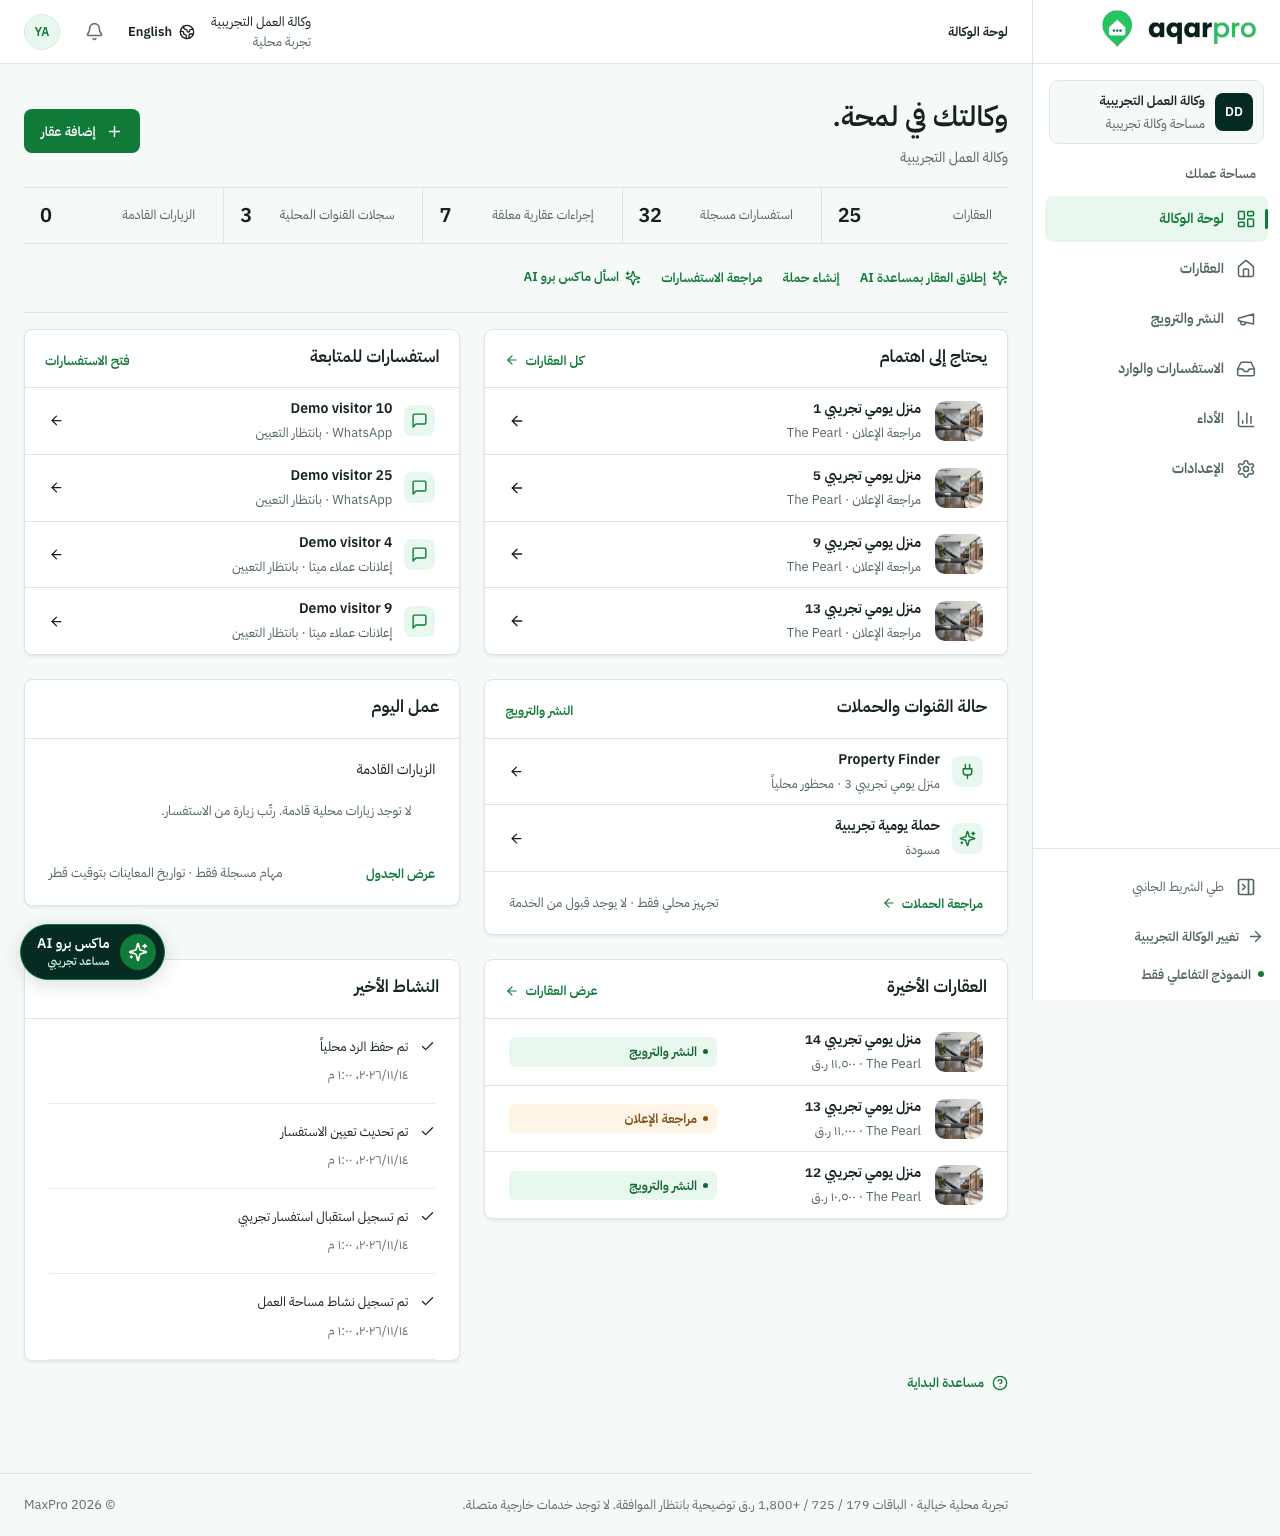 aqarpro
DD
وكالة العمل التجريبية
مساحة وكالة تجريبية
مساحة عملك
لوحة الوكالة
العقارات
النشر والترويج
الاستفسارات والوارد
الأداء
الإعدادات
طي الشريط الجانبي
تغيير الوكالة التجريبية
النموذج التفاعلي فقط
لوحة الوكالة
وكالة العمل التجريبية
تجربة محلية
English
YA
وكالتك في لمحة.
وكالة العمل التجريبية
إضافة عقار
العقارات 25
استفسارات مسجلة 32
إجراءات عقارية معلقة 7
سجلات القنوات المحلية 3
الزيارات القادمة 0
إطلاق العقار بمساعدة AI
إنشاء حملة
مراجعة الاستفسارات
اسأل ماكس برو AI
يحتاج إلى اهتمام
كل العقارات
منزل يومي تجريبي 1
مراجعة الإعلان · The Pearl
منزل يومي تجريبي 5
مراجعة الإعلان · The Pearl
منزل يومي تجريبي 9
مراجعة الإعلان · The Pearl
منزل يومي تجريبي 13
مراجعة الإعلان · The Pearl
استفسارات للمتابعة
فتح الاستفسارات
Demo visitor 10
WhatsApp · بانتظار التعيين
Demo visitor 25
WhatsApp · بانتظار التعيين
Demo visitor 4
إعلانات عملاء ميتا · بانتظار التعيين
Demo visitor 9
إعلانات عملاء ميتا · بانتظار التعيين
حالة القنوات والحملات
النشر والترويج
Property Finder
منزل يومي تجريبي 3 · محظور محلياً
حملة يومية تجريبية
مسودة
مراجعة الحملات
تجهيز محلي فقط · لا يوجد قبول من الخدمة
عمل اليوم
الزيارات القادمة
لا توجد زيارات محلية قادمة. رتّب زيارة من الاستفسار.
عرض الجدول
مهام مسجلة فقط · تواريخ المعاينات بتوقيت قطر
ماكس برو AI
مساعد تجريبي
العقارات الأخيرة
عرض العقارات
منزل يومي تجريبي 14
The Pearl · ١١٬٥٠٠ ر.ق
النشر والترويج
منزل يومي تجريبي 13
The Pearl · ١١٬٠٠٠ ر.ق
مراجعة الإعلان
منزل يومي تجريبي 12
The Pearl · ١٠٬٥٠٠ ر.ق
النشر والترويج
النشاط الأخير
تم حفظ الرد محلياً
٢٠٢٦/١١/١٤، ١:٠٠ م
تم تحديث تعيين الاستفسار
٢٠٢٦/١١/١٤، ١:٠٠ م
تم تسجيل استقبال استفسار تجريبي
٢٠٢٦/١١/١٤، ١:٠٠ م
تم تسجيل نشاط مساحة العمل
٢٠٢٦/١١/١٤، ١:٠٠ م
مساعدة البداية
تجربة محلية خيالية · الباقات 179 / 725 / +1,800 ر.ق توضيحية بانتظار الموافقة. لا توجد خدمات خارجية متصلة.
© 2026 MaxPro